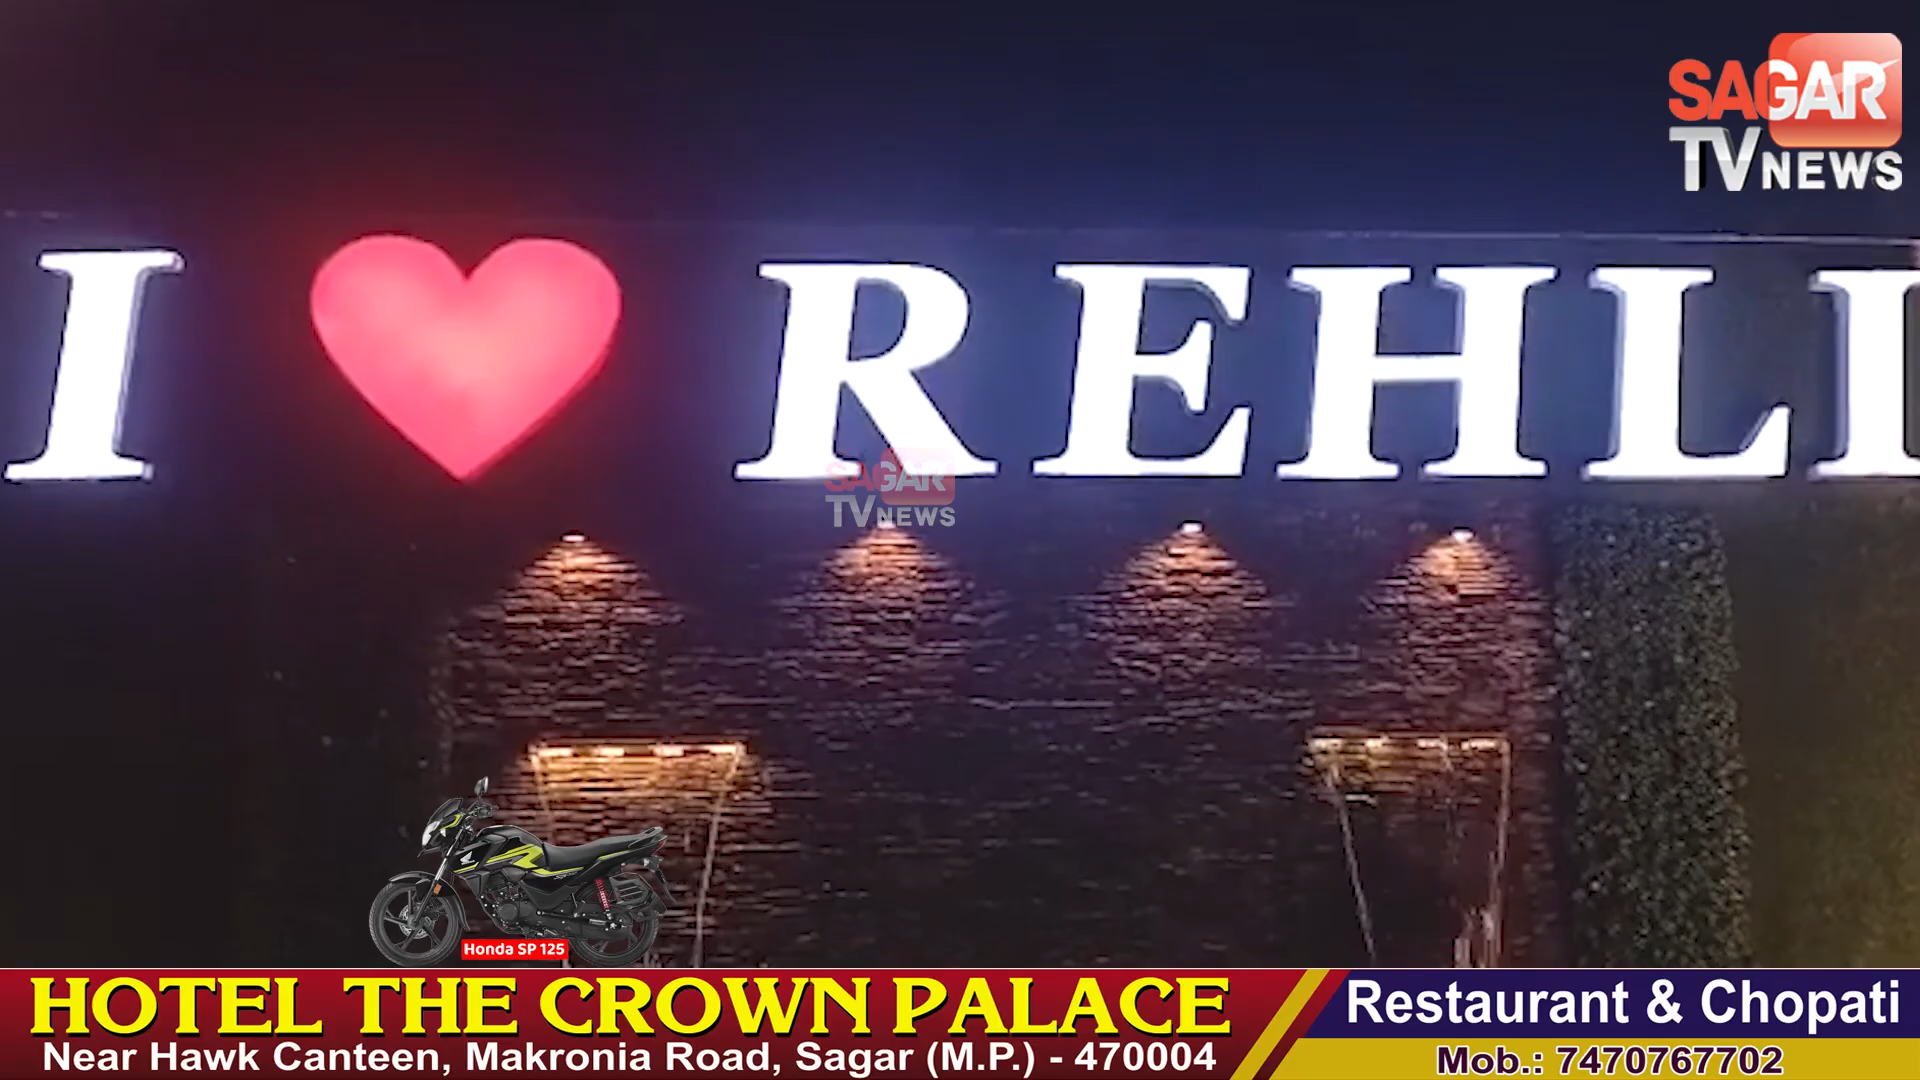 SAGAR
TV NEWS
I ❤ REHLI
SAGAR
TV NEWS
Honda SP 125
HOTEL THE CROWN PALACE
Near Hawk Canteen, Makronia Road, Sagar (M.P.) - 470004
Restaurant & Chopati
Mob.: 7470767702